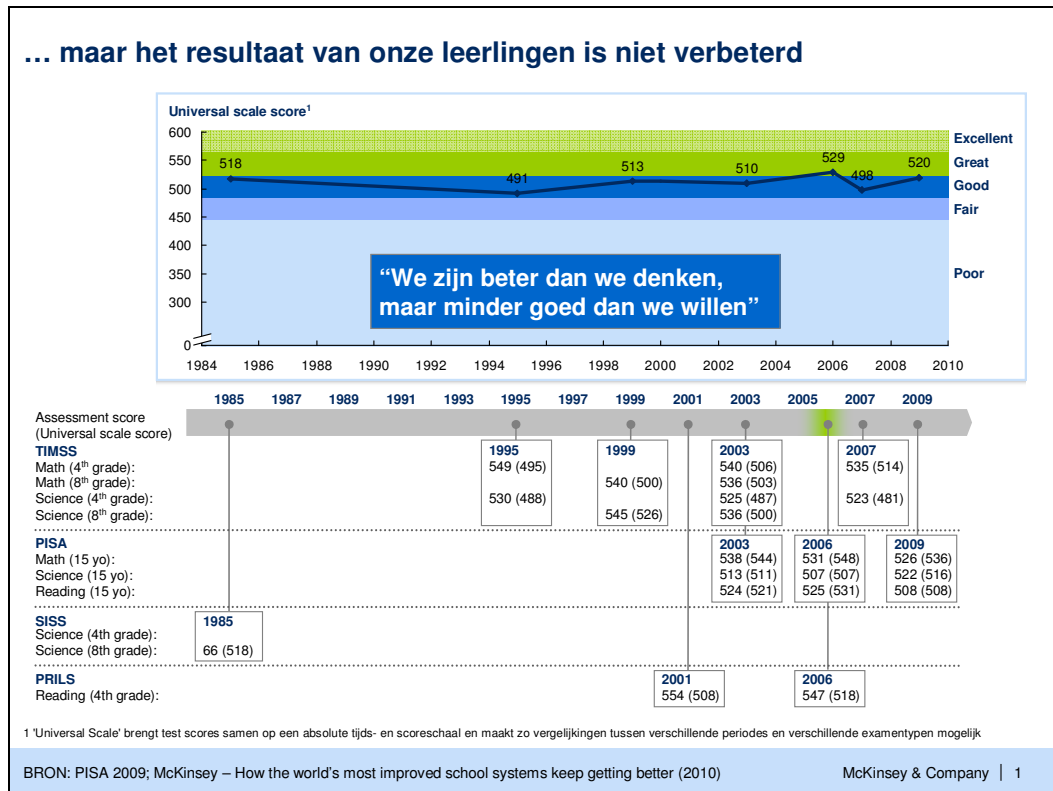 … maar het resultaat van onze leerlingen is niet verbeterd
Universal scale score¹
600
550
500
450
400
350
300
0
518
491
513
510
529
498
520
Excellent
Great
Good
Fair
Poor
“We zijn beter dan we denken,
maar minder goed dan we willen”
1984 1986 1988 1990 1992 1994 1996 1998 2000 2002 2004 2006 2008 2010
1985 1987 1989 1991 1993 1995 1997 1999 2001 2003 2005 2007 2009
Assessment score
(Universal scale score)
TIMSS 1995 1999 2003 2007
Math (4th grade): 549 (495) 540 (506) 535 (514)
Math (8th grade): 540 (500) 536 (503)
Science (4th grade): 530 (488) 525 (487) 523 (481)
Science (8th grade): 545 (526) 536 (500)
PISA 2003 2006 2009
Math (15 yo): 538 (544) 531 (548) 526 (536)
Science (15 yo): 513 (511) 507 (507) 522 (516)
Reading (15 yo): 524 (521) 525 (531) 508 (508)
SISS 1985
Science (4th grade):
Science (8th grade): 66 (518)
PRILS 2001 2006
Reading (4th grade): 554 (508) 547 (518)
1 'Universal Scale' brengt test scores samen op een absolute tijds- en scoreschaal en maakt zo vergelijkingen tussen verschillende periodes en verschillende examentypen mogelijk
BRON: PISA 2009; McKinsey – How the world’s most improved school systems keep getting better (2010) McKinsey & Company | 1